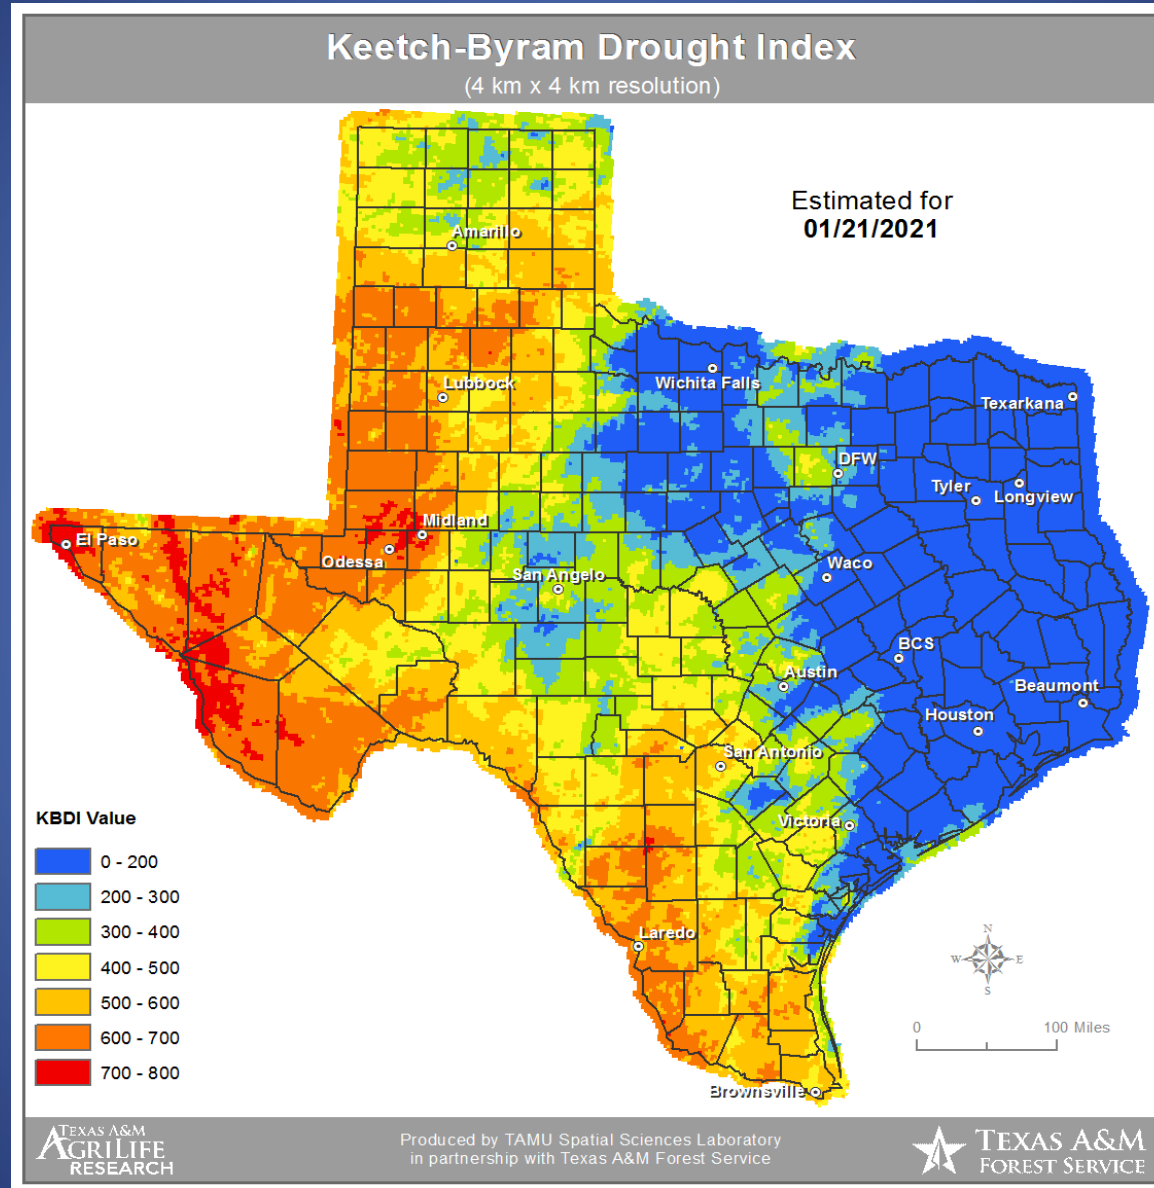 Keetch-Byram Drought Index
(4 km x 4 km resolution)
Estimated for
01/21/2021
Amarillo
Lubbock
Wichita Falls
Texarkana
DFW
Tyler
Longview
Midland
El Paso
Odessa
San Angelo
Waco
BCS
Austin
Beaumont
Houston
San Antonio
Victoria
Laredo
Brownsville
KBDI Value
0 - 200
200 - 300
300 - 400
400 - 500
500 - 600
600 - 700
700 - 800
N
W E
S
0 100 Miles
TEXAS A&M
AGRILIFE
RESEARCH
Produced by TAMU Spatial Sciences Laboratory
in partnership with Texas A&M Forest Service
TEXAS A&M
FOREST SERVICE